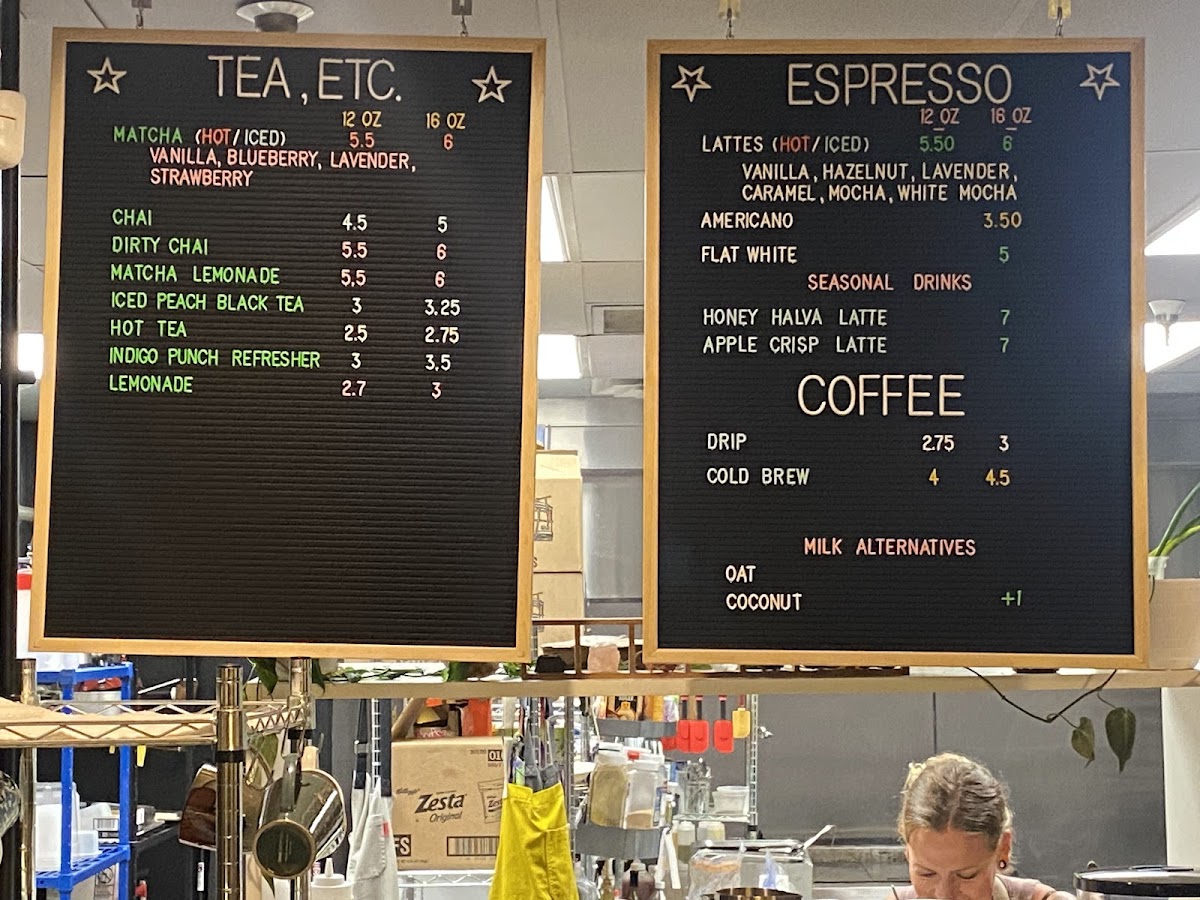 TEA, ETC.
12 OZ 16 OZ
MATCHA (HOT/ICED) 5.5 6
VANILLA, BLUEBERRY, LAVENDER,
STRAWBERRY
CHAI 4.5 5
DIRTY CHAI 5.5 6
MATCHA LEMONADE 5,5 6
ICED PEACH BLACK TEA 3 3.25
HOT TEA 2.5 2.75
INDIGO PUNCH REFRESHER 3 3,5
LEMONADE 2.7 3
ESPRESSO
12 OZ 16 OZ
LATTES (HOT/ICED) 5.50 6
VANILLA, HAZELNUT, LAVENDER,
CARAMEL, MOCHA, WHITE MOCHA
AMERICANO 3.50
FLAT WHITE 5
SEASONAL DRINKS
HONEY HALVA LATTE 7
APPLE CRISP LATTE 7
COFFEE
DRIP 2.75 3
COLD BREW 4 4.5
MILK ALTERNATIVES
OAT
COCONUT +1
Kellogg's
Zesta
Original